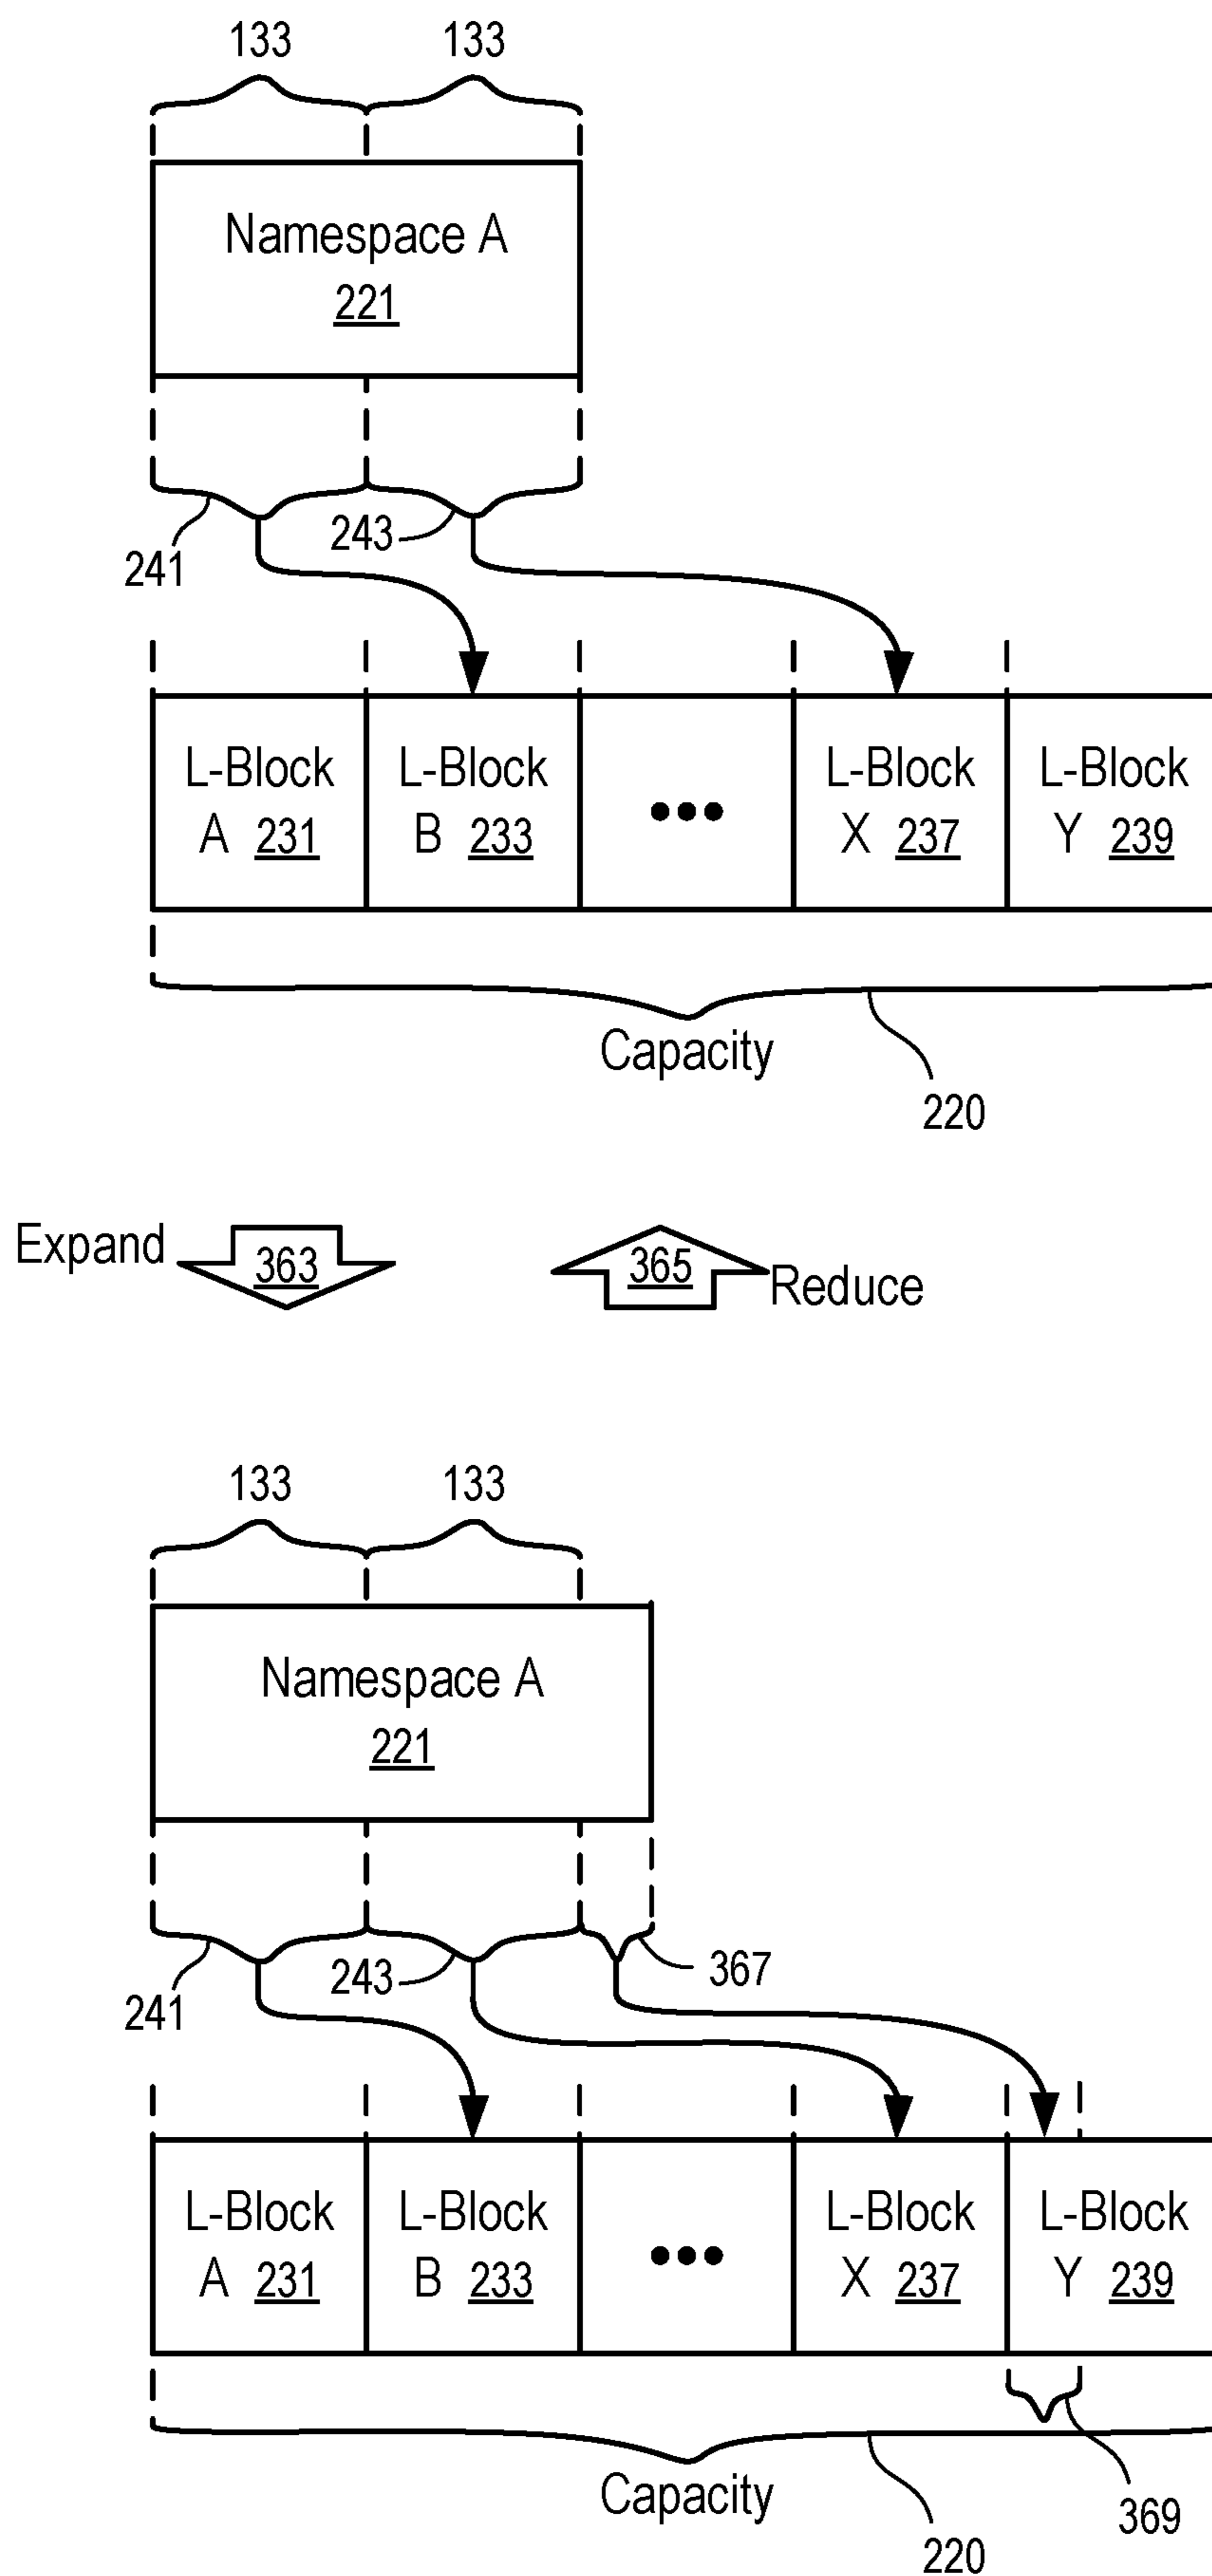 133 133
Namespace A
221
241 243
L-Block L-Block L-Block L-Block
A 231 B 233 ●●● X 237 Y 239
Capacity
220
Expand 363 365 Reduce
133 133
Namespace A
221
241 243 367
L-Block L-Block L-Block L-Block
A 231 B 233 ●●● X 237 Y 239
Capacity
220 369